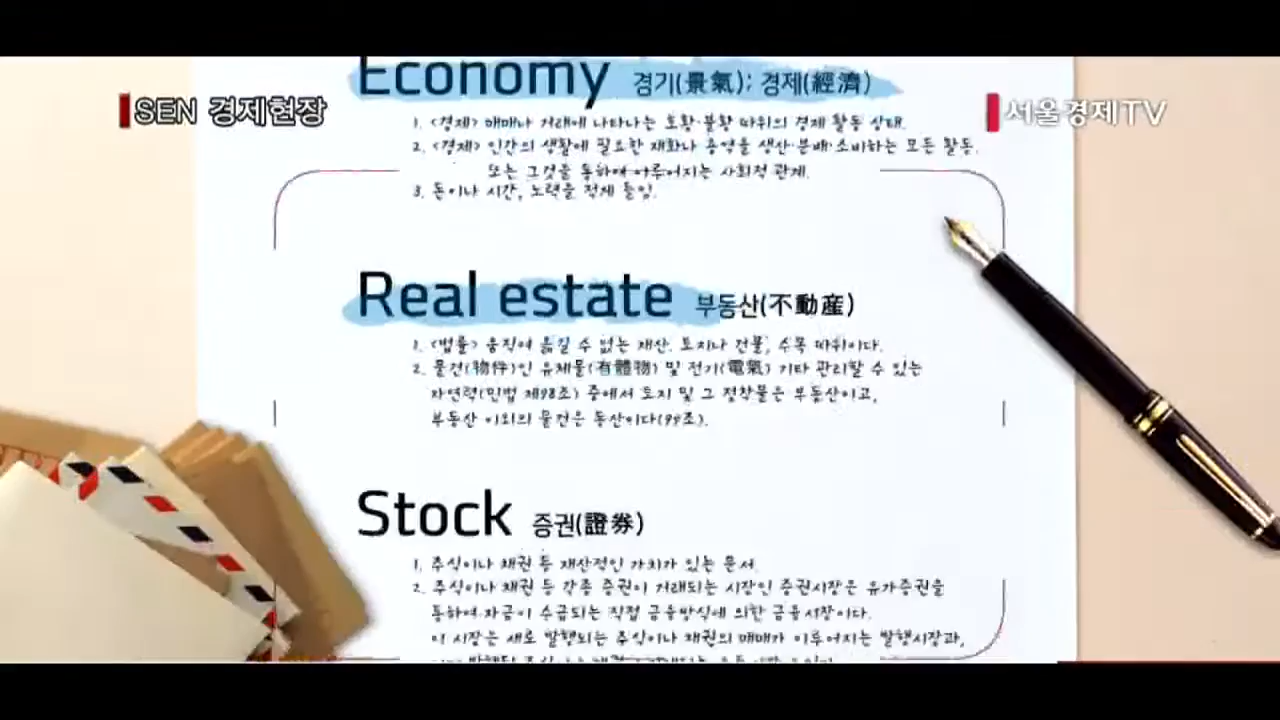 SEN 경제현장
서울경제TV
Economy 경기(景氣); 경제(經濟)
1. <경제> 매매나 거래에 나타나는 호황·불황 따위의 경제 활동 상태.
2. <경제> 인간의 생활에 필요한 재화나 용역을 생산·분배·소비하는 모든 활동.
또는 그것을 통하여 이루어지는 사회적 관계.
3. 돈이나 시간, 노력을 적게 들임.
Real estate 부동산(不動産)
1. <법률> 움직여 옮길 수 없는 재산. 토지나 건물, 수목 따위이다.
2. 물건(物件)인 유체물(有體物) 및 전기(電氣) 기타 관리할 수 있는
자연력(민법 제98조) 중에서 토지 및 그 정착물은 부동산이고,
부동산 이외의 물건은 동산이다(99조).
Stock 증권(證券)
1. 주식이나 채권 등 재산적인 가치가 있는 문서.
2. 주식이나 채권 등 각종 증권이 거래되는 시장인 증권시장은 유가증권을
통하여 자금이 수급되는 직접 금융방식에 의한 금융시장이다.
이 시장은 새로 발행되는 주식이나 채권의 매매가 이루어지는 발행시장과,